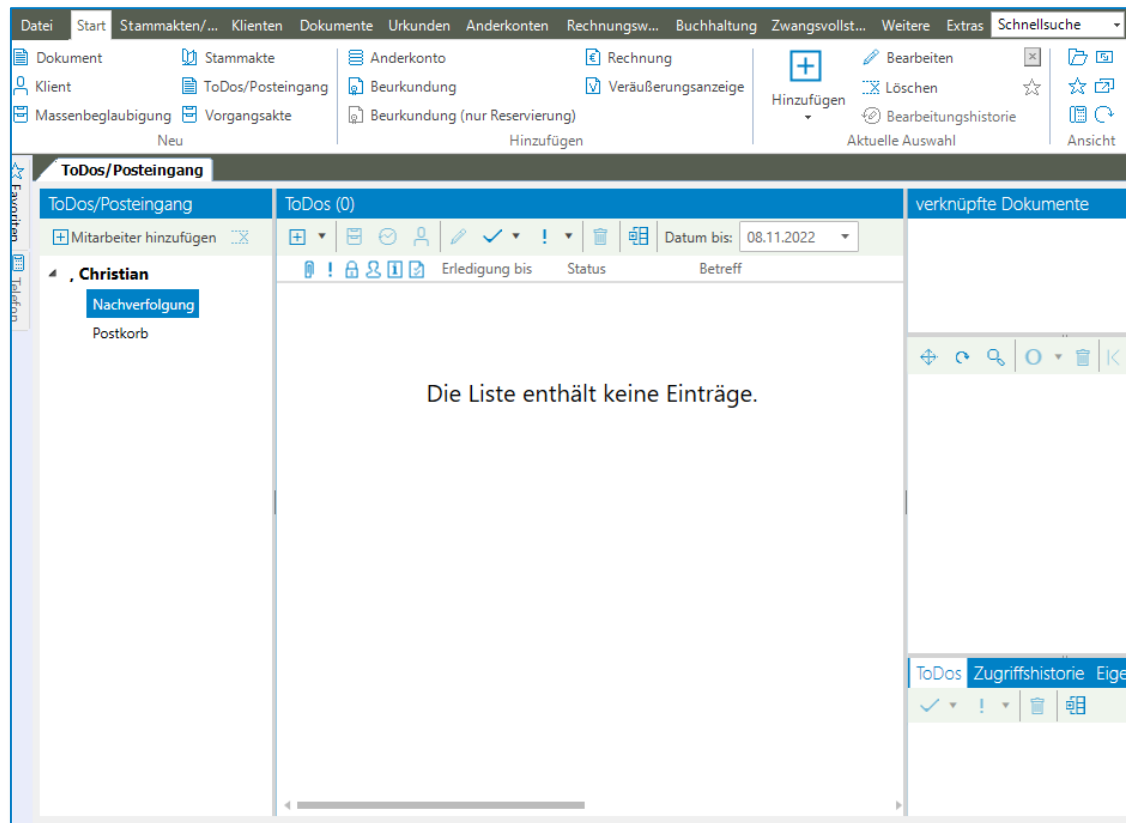 Datei Start Stammakten/... Klienten Dokumente Urkunden Anderkonten Rechnungsw... Buchhaltung Zwangsvollst... Weitere Extras Schnellsuche
Dokument Stammakte Anderkonto Rechnung Bearbeiten
Klient ToDos/Posteingang Beurkundung Veräußerungsanzeige Hinzufügen Löschen
Massenbeglaubigung Vorgangsakte Beurkundung (nur Reservierung) Bearbeitungshistorie
Neu Hinzufügen Aktuelle Auswahl Ansicht
ToDos/Posteingang
Favoriten
Telefon
ToDos/Posteingang ToDos (0) verknüpfte Dokumente
Mitarbeiter hinzufügen Datum bis: 08.11.2022
, Christian Erledigung bis Status Betreff
Nachverfolgung
Postkorb
Die Liste enthält keine Einträge.
ToDos Zugriffshistorie Eige